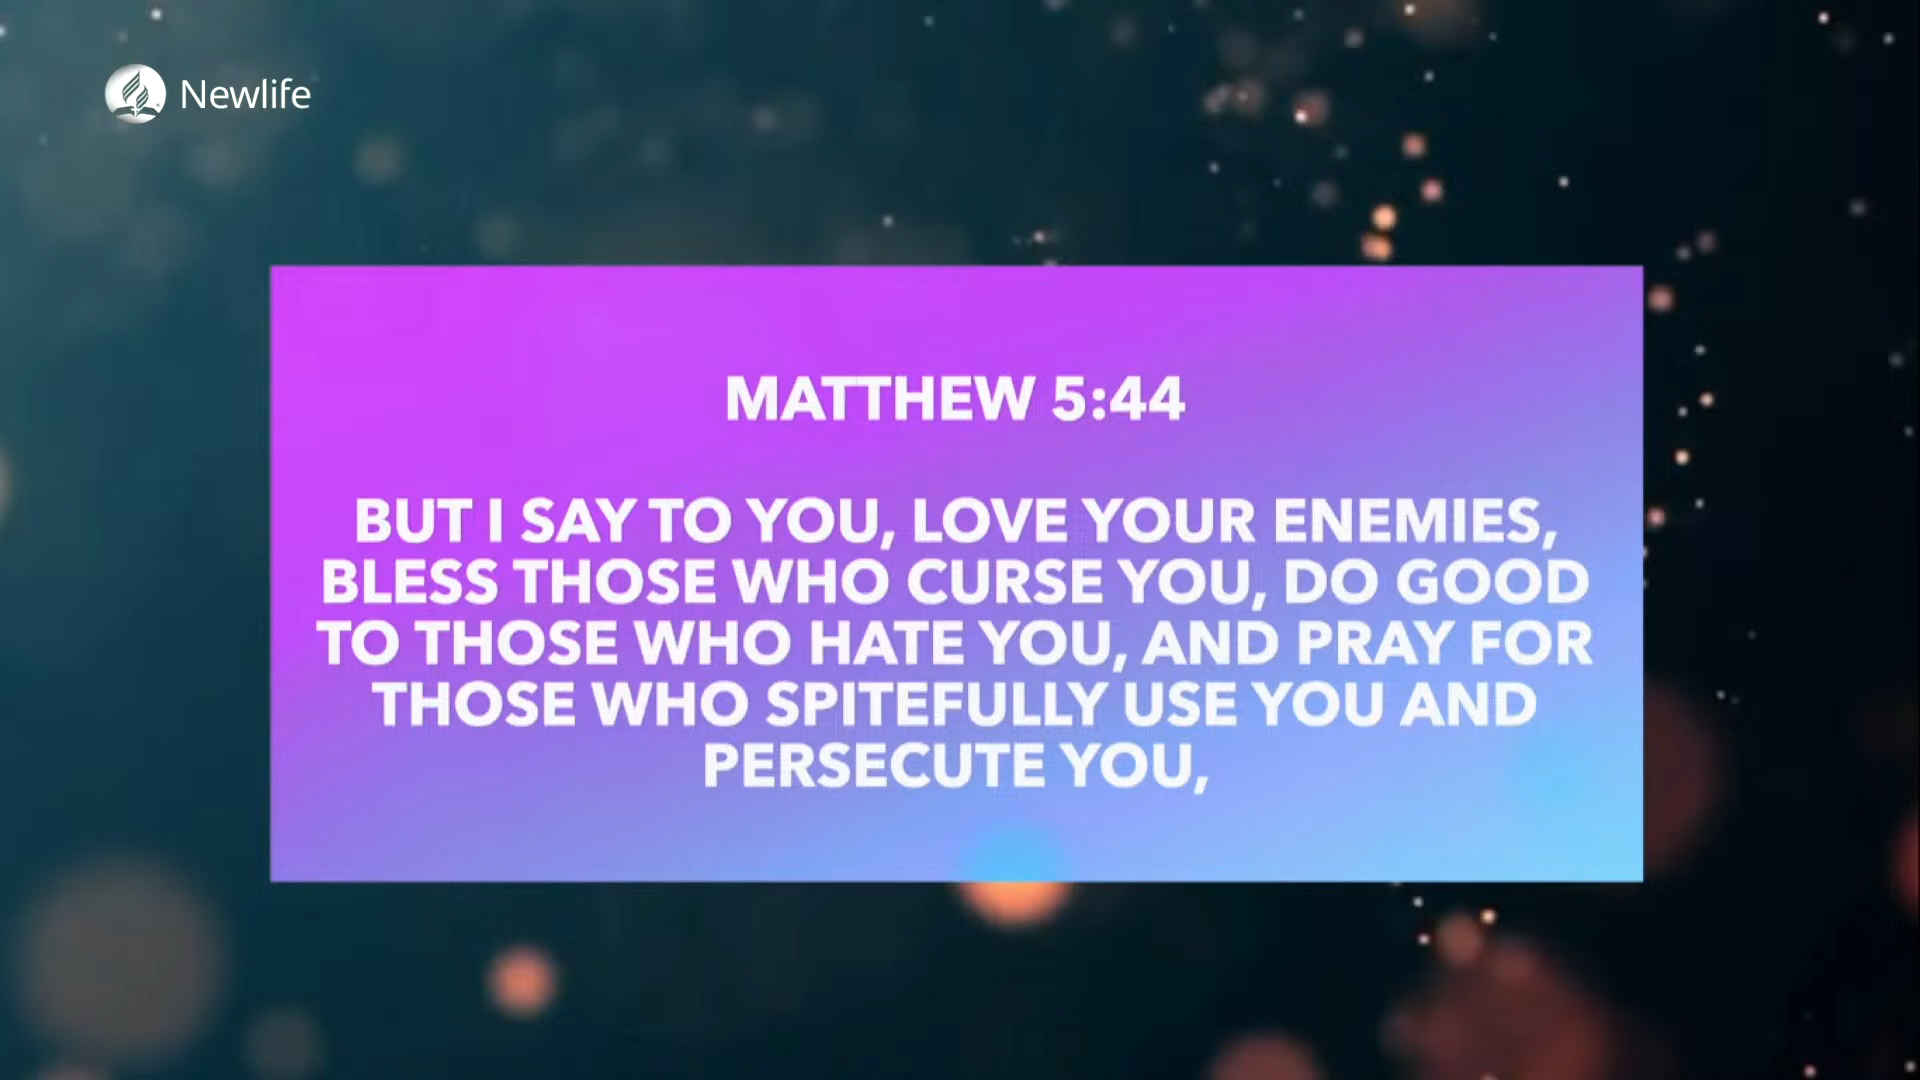 Newlife
MATTHEW 5:44
BUT I SAY TO YOU, LOVE YOUR ENEMIES,
BLESS THOSE WHO CURSE YOU, DO GOOD
TO THOSE WHO HATE YOU, AND PRAY FOR
THOSE WHO SPITEFULLY USE YOU AND
PERSECUTE YOU,